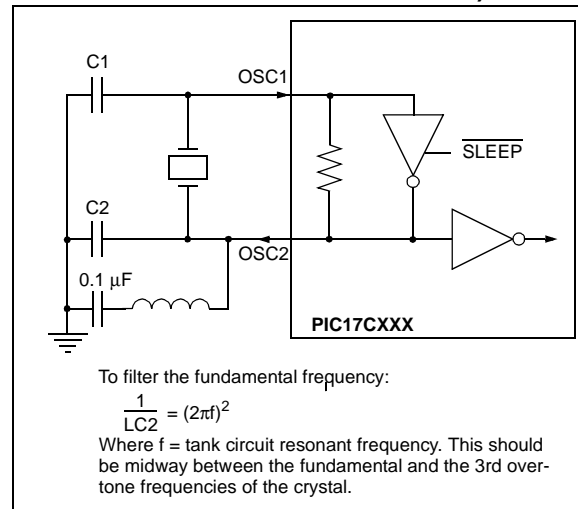 C1
OSC1
SLEEP
C2
OSC2
0.1 μF
PIC17CXXX
To filter the fundamental frequency:
1
LC2 = (2πf)2
Where f = tank circuit resonant frequency. This should
be midway between the fundamental and the 3rd over-
tone frequencies of the crystal.